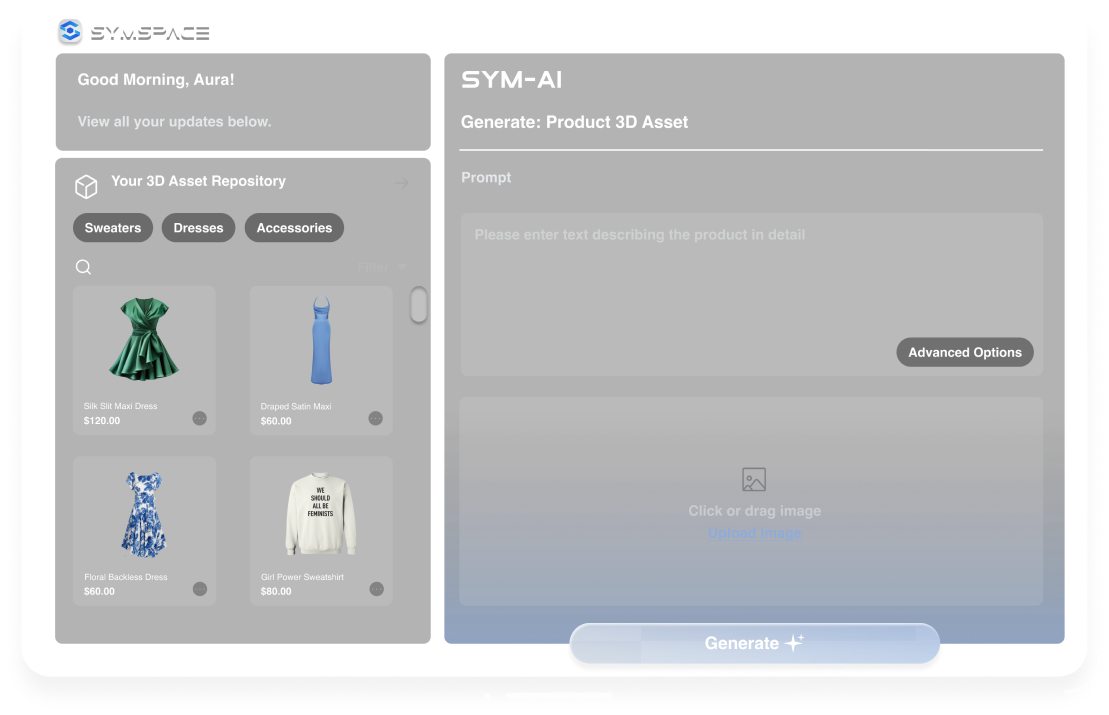 SYMSPACE
Good Morning, Aura!
View all your updates below.
Your 3D Asset Repository
Sweaters
Dresses
Accessories
Filter
Silk Slit Maxi Dress
$120.00
Draped Satin Maxi
$60.00
Floral Backless Dress
$60.00
WE
SHOULD
ALL BE
FEMINISTS
Girl Power Sweatshirt
$80.00
SYM-AI
Generate: Product 3D Asset
Prompt
Please enter text describing the product in detail
Advanced Options
Click or drag image
Upload image
Generate